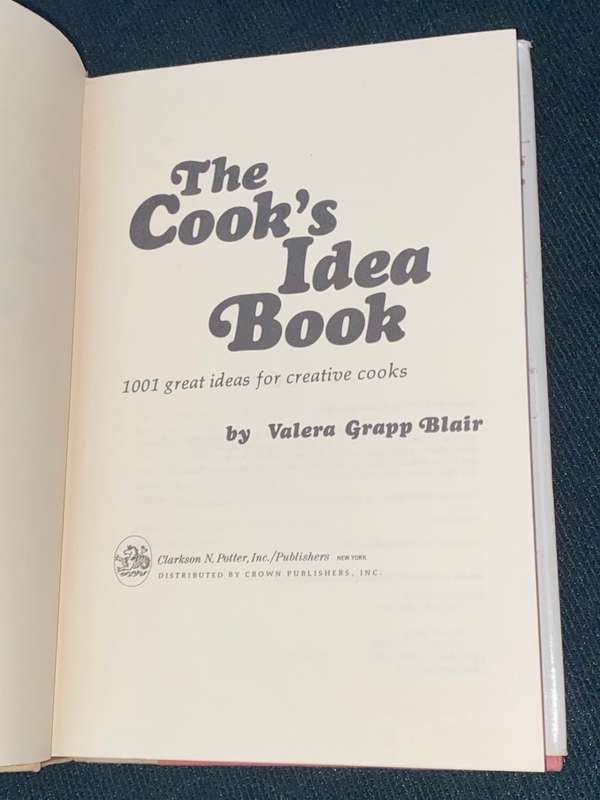 The
Cook's
Idea
Book
1001 great ideas for creative cooks
by Valera Grapp Blair
Clarkson N. Potter, Inc./Publishers NEW YORK
DISTRIBUTED BY CROWN PUBLISHERS, INC.